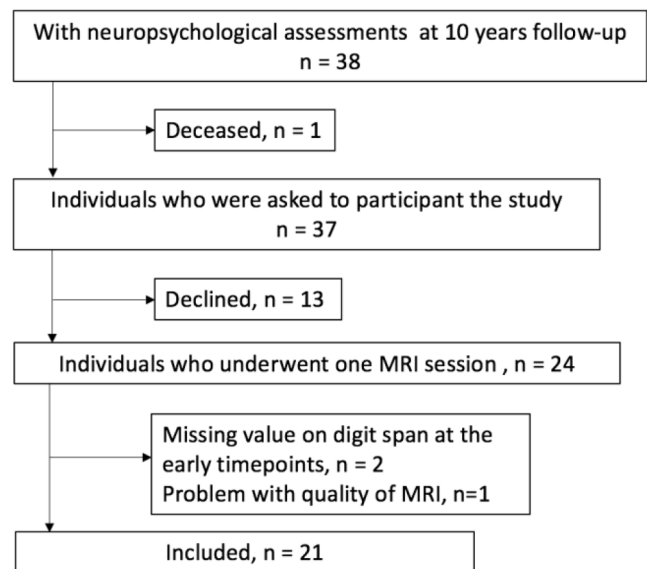 With neuropsychological assessments at 10 years follow-up
n = 38
Deceased, n = 1
Individuals who were asked to participant the study
n = 37
Declined, n = 13
Individuals who underwent one MRI session , n = 24
Missing value on digit span at the
early timepoints, n = 2
Problem with quality of MRI, n=1
Included, n = 21